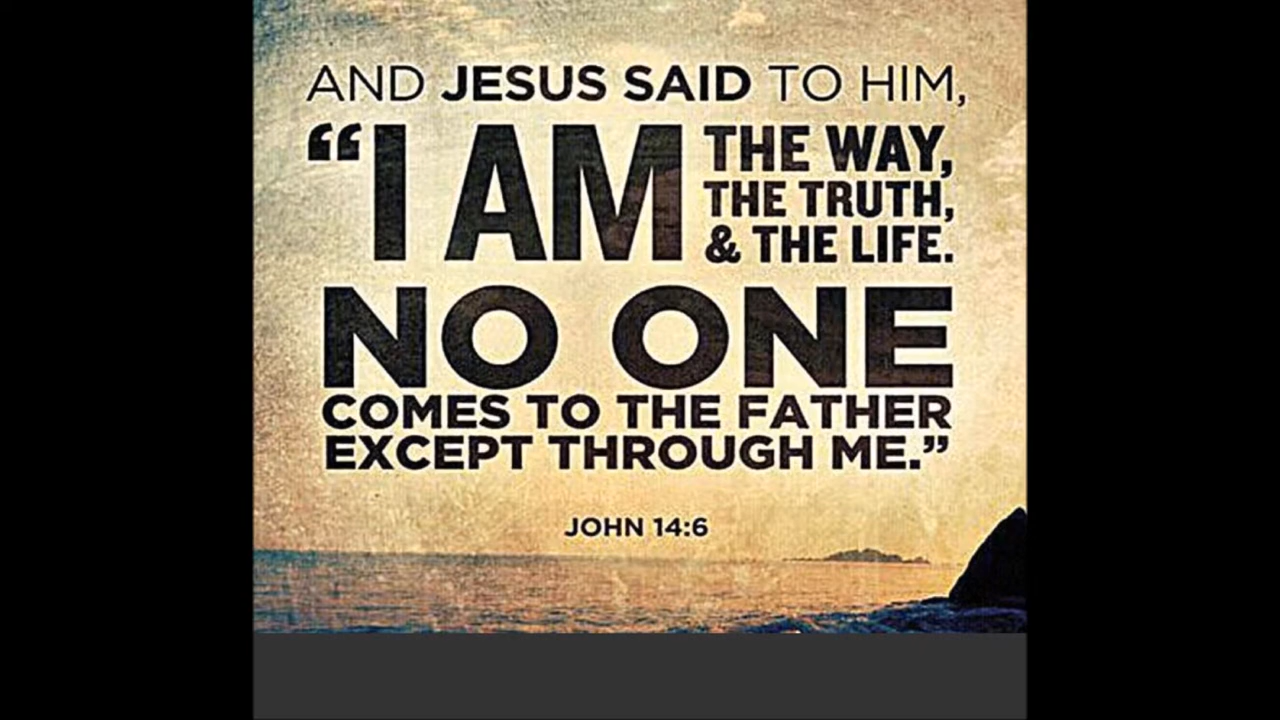 AND JESUS SAID TO HIM,
“I AM THE WAY,
THE TRUTH,
& THE LIFE.
NO ONE
COMES TO THE FATHER
EXCEPT THROUGH ME.”
JOHN 14:6